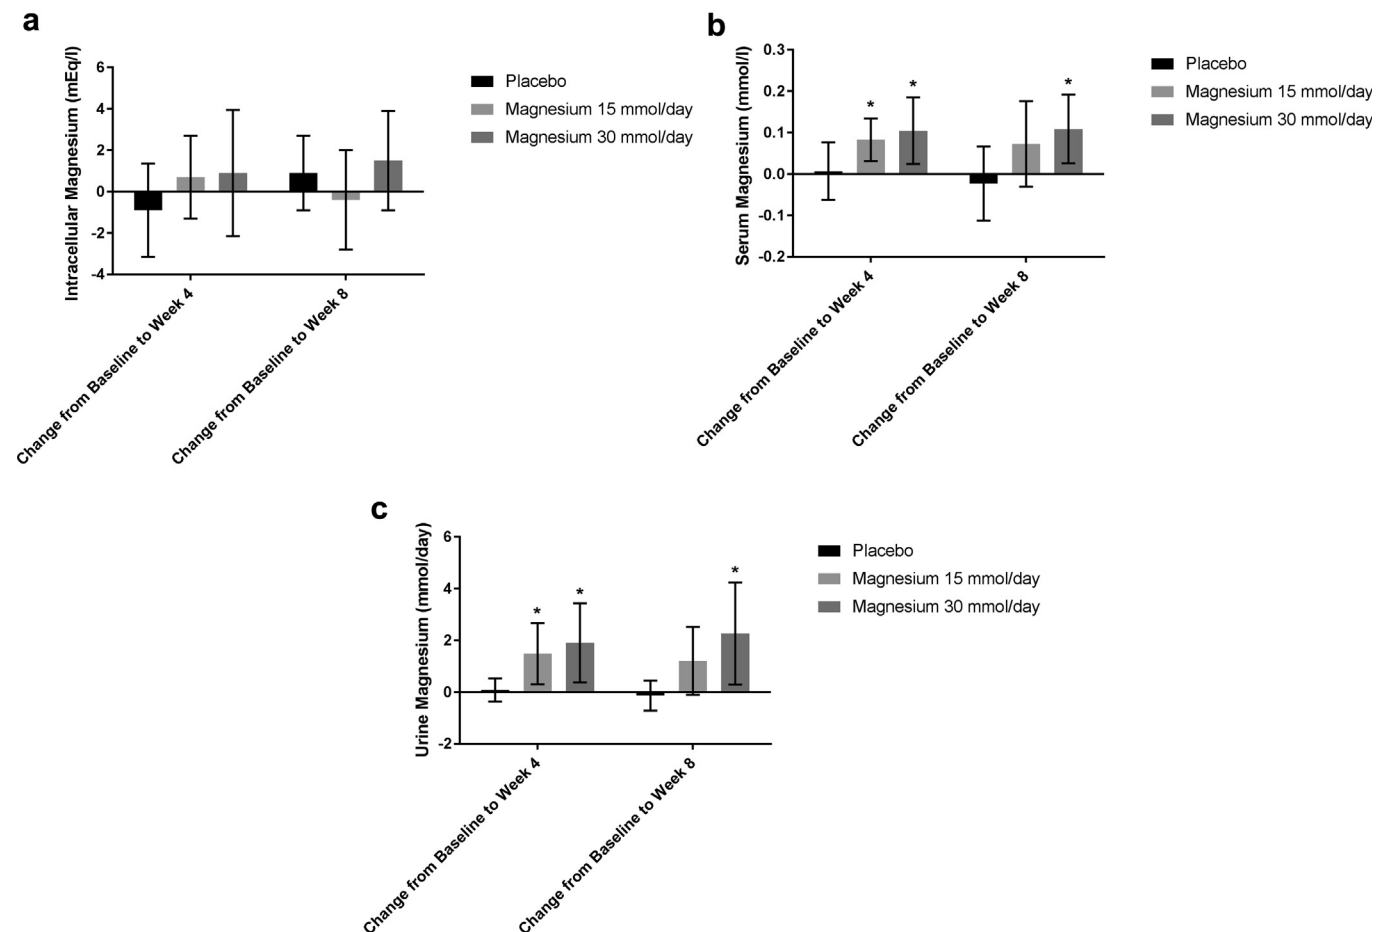 a
Intracellular Magnesium (mEq/l)
6
4
2
0
-2
-4
Change from Baseline to Week 4
Change from Baseline to Week 8
Placebo
Magnesium 15 mmol/day
Magnesium 30 mmol/day
b
Serum Magnesium (mmol/l)
0.3
0.2
0.1
0.0
-0.1
-0.2
*
*
*
Change from Baseline to Week 4
Change from Baseline to Week 8
Placebo
Magnesium 15 mmol/day
Magnesium 30 mmol/day
c
Urine Magnesium (mmol/day)
6
4
2
0
-2
*
*
*
Change from Baseline to Week 4
Change from Baseline to Week 8
Placebo
Magnesium 15 mmol/day
Magnesium 30 mmol/day